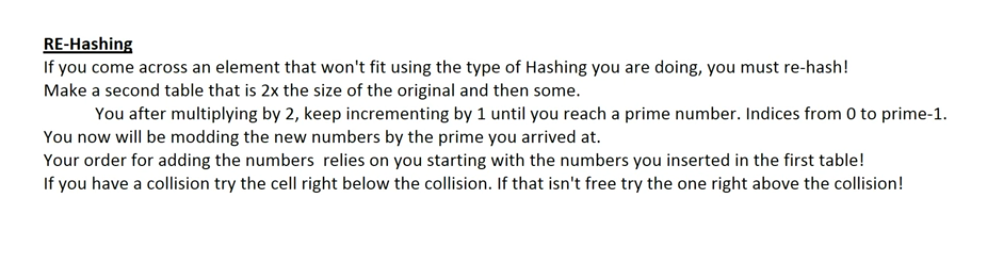 RE-Hashing
If you come across an element that won't fit using the type of Hashing you are doing, you must re-hash!
Make a second table that is 2x the size of the original and then some.
You after multiplying by 2, keep incrementing by 1 until you reach a prime number. Indices from 0 to prime-1.
You now will be modding the new numbers by the prime you arrived at.
Your order for adding the numbers relies on you starting with the numbers you inserted in the first table!
If you have a collision try the cell right below the collision. If that isn't free try the one right above the collision!